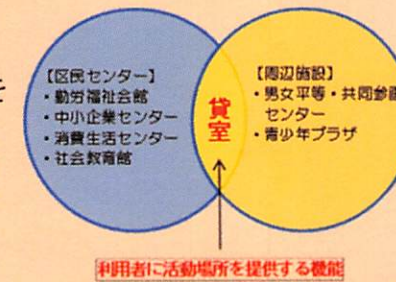 を
【区民センター】
・勤労福祉会館
・中小企業センター
・消費生活センター
・社会教育館
貸室
【周辺施設】
・男女平等・共同参画
センター
・青少年プラザ
利用者に活動場所を提供する機能